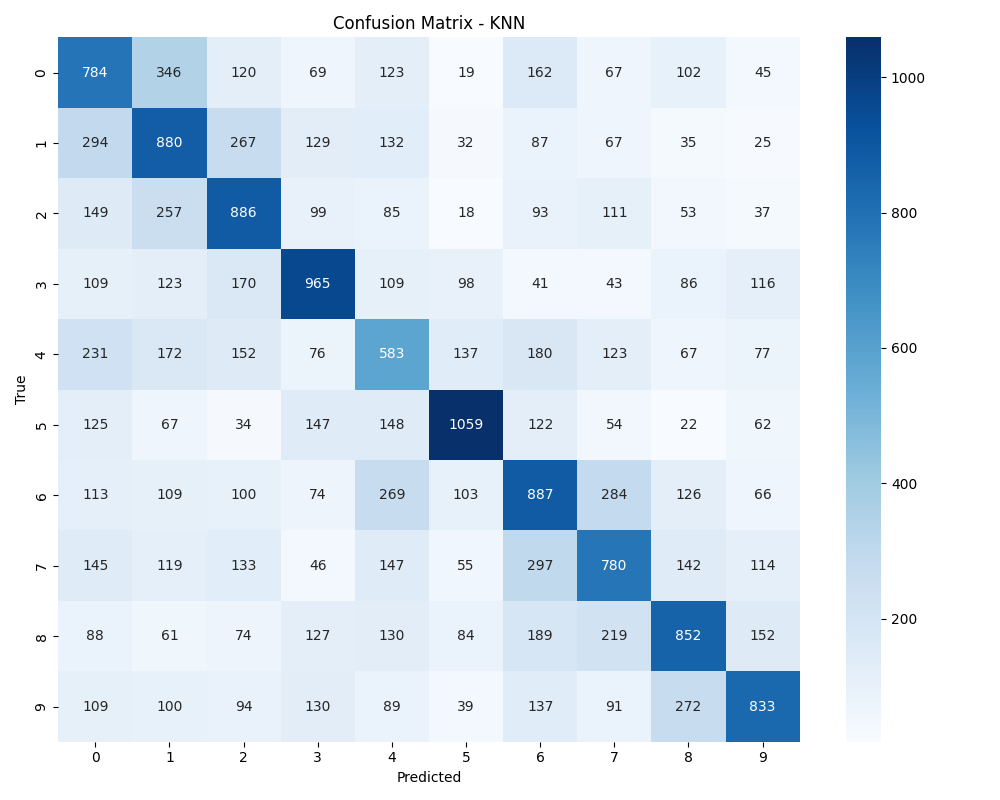 Confusion Matrix - KNN
0 784 346 120 69 123 19 162 67 102 45
1 294 880 267 129 132 32 87 67 35 25
2 149 257 886 99 85 18 93 111 53 37
3 109 123 170 965 109 98 41 43 86 116
4 231 172 152 76 583 137 180 123 67 77
5 125 67 34 147 148 1059 122 54 22 62
6 113 109 100 74 269 103 887 284 126 66
7 145 119 133 46 147 55 297 780 142 114
8 88 61 74 127 130 84 189 219 852 152
9 109 100 94 130 89 39 137 91 272 833
0 1 2 3 4 5 6 7 8 9
Predicted
True
1000
800
600
400
200